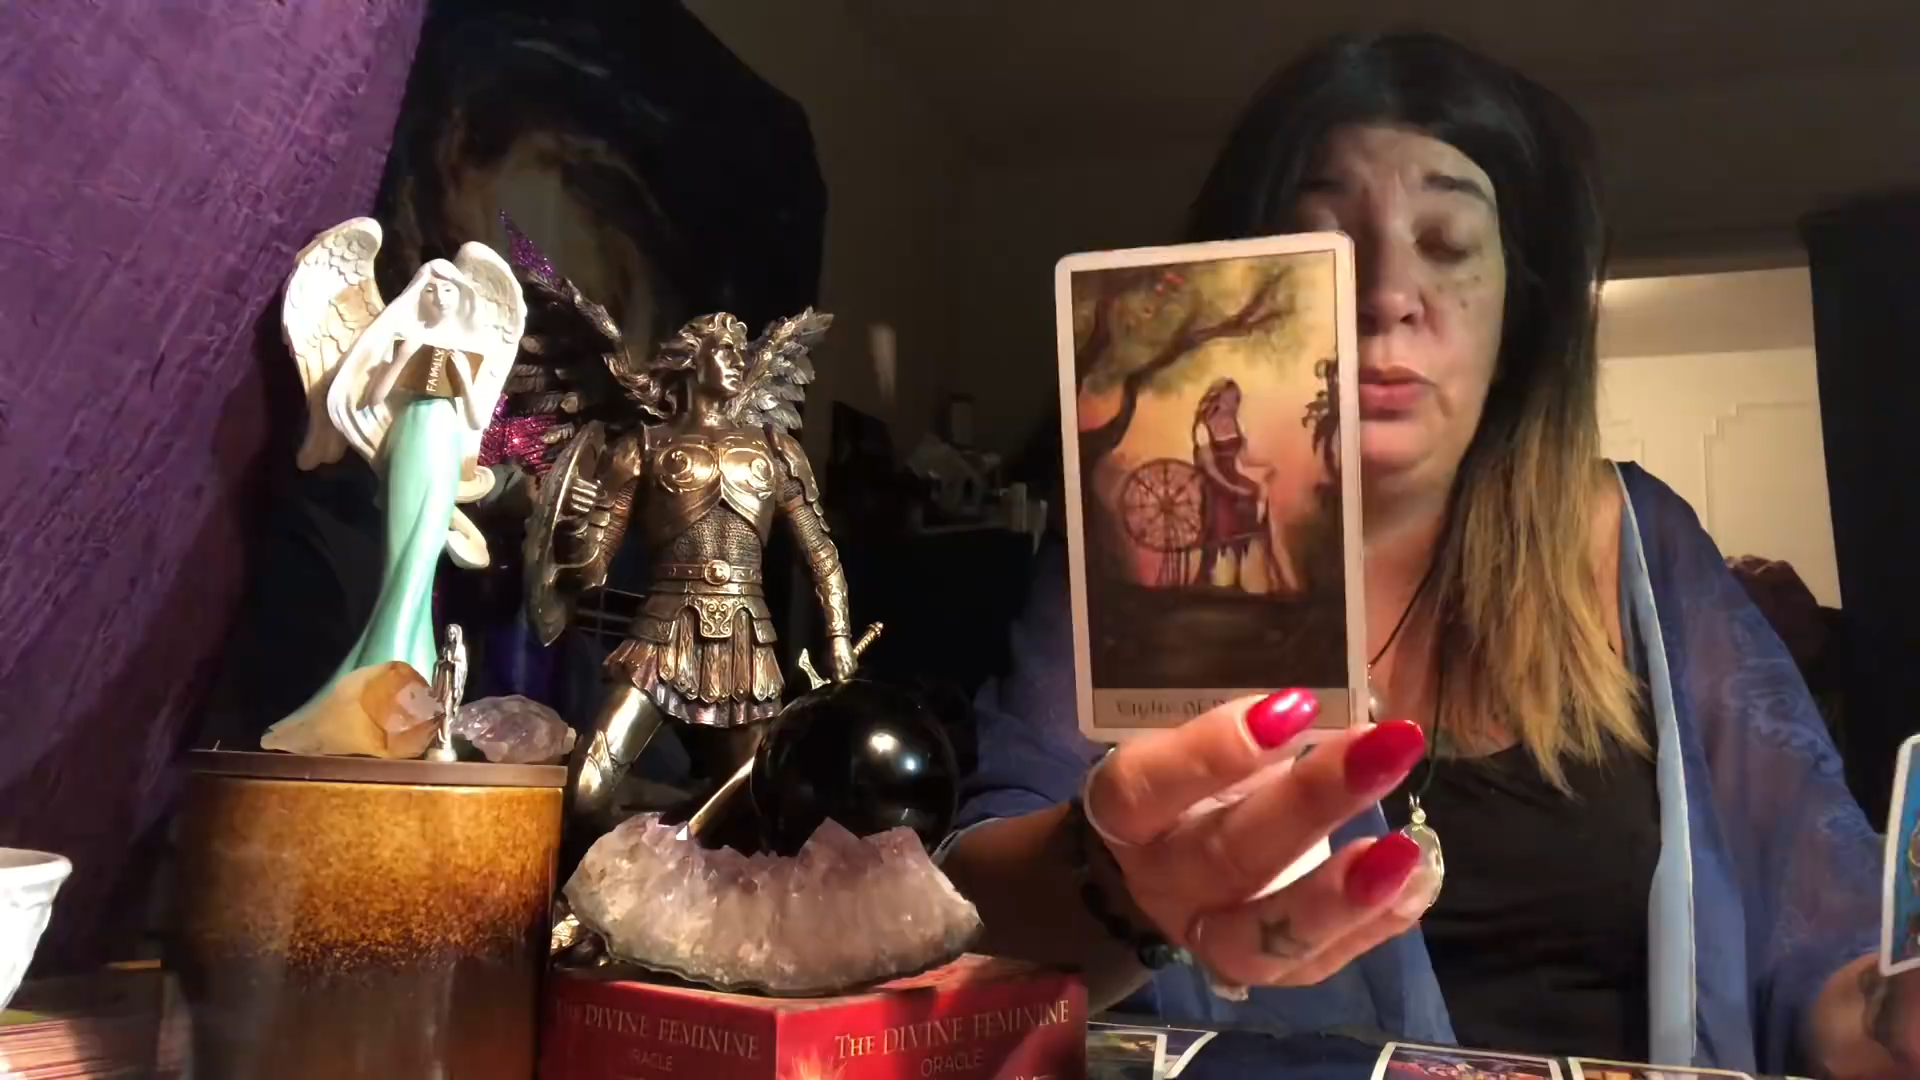 FAMILY
THE DIVINE FEMININE
ORACLE
THE DIVINE FEMININE
ORACLE